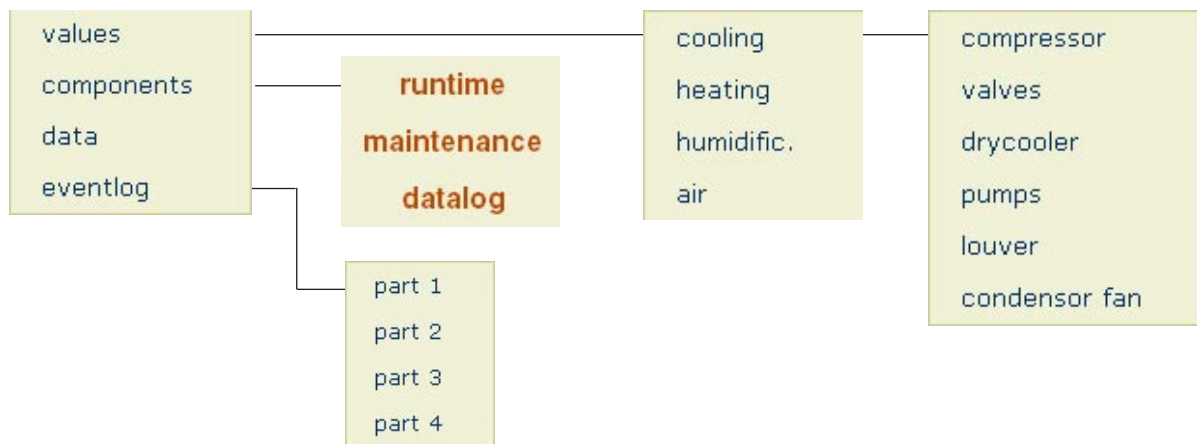 values
components
data
eventlog
runtime
maintenance
datalog
part 1
part 2
part 3
part 4
cooling
heating
humidific.
air
compressor
valves
drycooler
pumps
louver
condensor fan